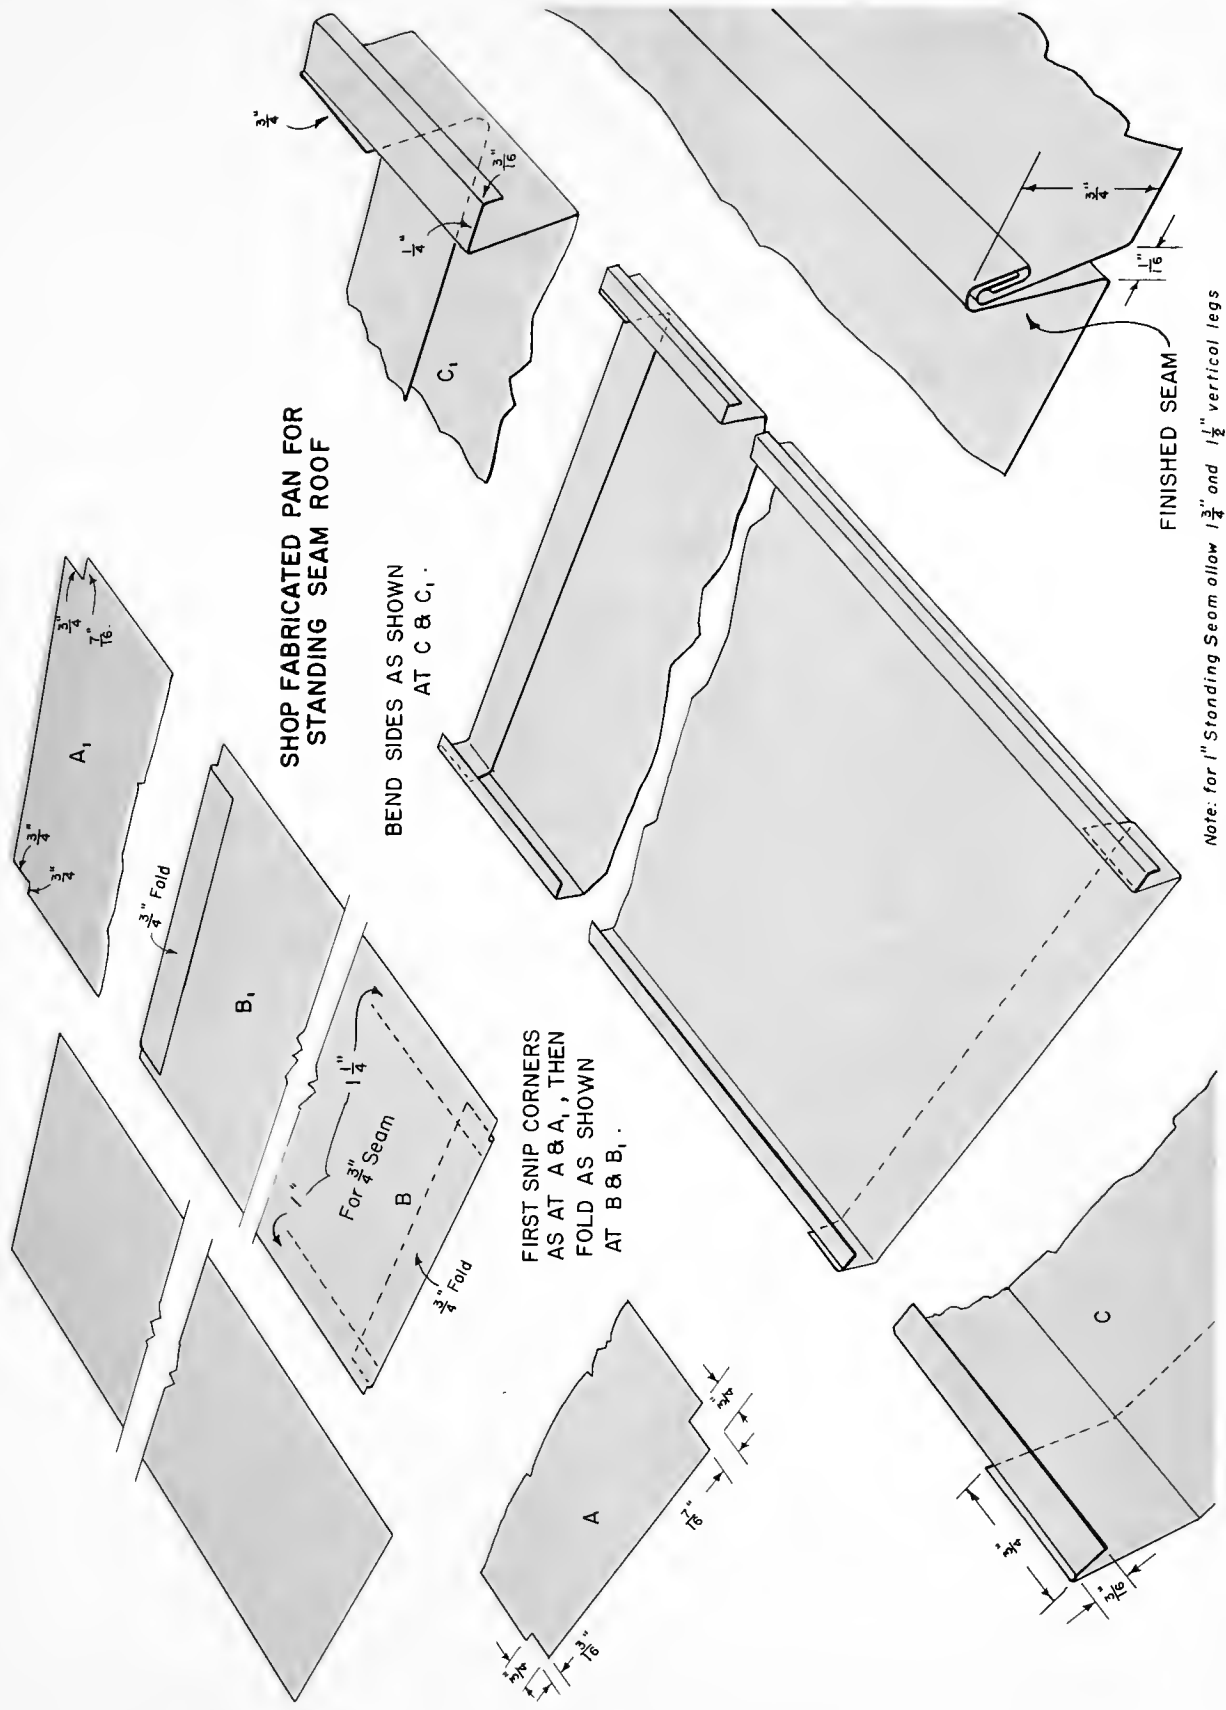 SHOP FABRICATED PAN FOR
STANDING SEAM ROOF
BEND SIDES AS SHOWN
AT C & C₁.
FIRST SNIP CORNERS
AS AT A & A₁, THEN
FOLD AS SHOWN
AT B & B₁.
A₁
3/4"
3/4"
3/4"
7/16"
3/4" Fold
B₁
1"
1 1/4"
For 3/4" Seam
B
3/4" Fold
A
3/4"
3/16"
7/16"
3/4"
C₁
3/4"
1/4"
3/16"
C
3/4"
3/16"
3/4"
1/16"
FINISHED SEAM
Note: for 1" Standing Seam allow 1 3/4" and 1 1/2" vertical legs